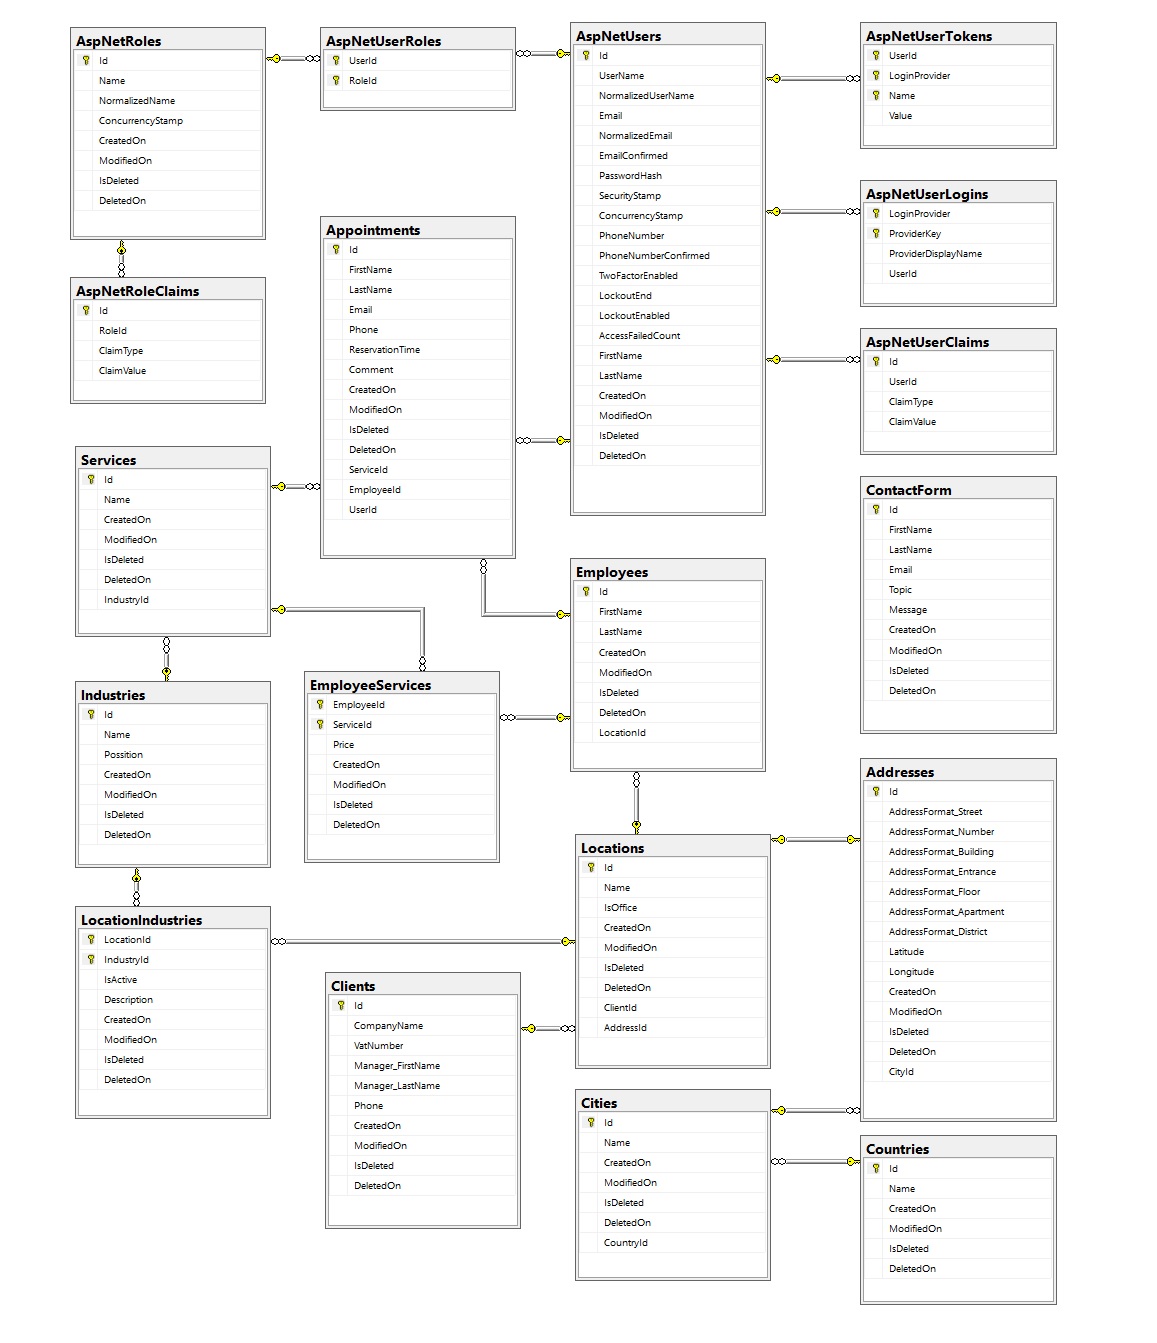 AspNetRoles
Id
Name
NormalizedName
ConcurrencyStamp
CreatedOn
ModifiedOn
IsDeleted
DeletedOn
AspNetUserRoles
UserId
RoleId
AspNetUsers
Id
UserName
NormalizedUserName
Email
NormalizedEmail
EmailConfirmed
PasswordHash
SecurityStamp
ConcurrencyStamp
PhoneNumber
PhoneNumberConfirmed
TwoFactorEnabled
LockoutEnd
LockoutEnabled
AccessFailedCount
FirstName
LastName
CreatedOn
ModifiedOn
IsDeleted
DeletedOn
AspNetUserTokens
UserId
LoginProvider
Name
Value
AspNetUserLogins
LoginProvider
ProviderKey
ProviderDisplayName
UserId
Appointments
Id
FirstName
LastName
Email
Phone
ReservationTime
Comment
CreatedOn
ModifiedOn
IsDeleted
DeletedOn
ServiceId
EmployeeId
UserId
AspNetRoleClaims
Id
RoleId
ClaimType
ClaimValue
AspNetUserClaims
Id
UserId
ClaimType
ClaimValue
Services
Id
Name
CreatedOn
ModifiedOn
IsDeleted
DeletedOn
IndustryId
ContactForm
Id
FirstName
LastName
Email
Topic
Message
CreatedOn
ModifiedOn
IsDeleted
DeletedOn
Employees
Id
FirstName
LastName
CreatedOn
ModifiedOn
IsDeleted
DeletedOn
LocationId
EmployeeServices
EmployeeId
ServiceId
Price
CreatedOn
ModifiedOn
IsDeleted
DeletedOn
Industries
Id
Name
Possition
CreatedOn
ModifiedOn
IsDeleted
DeletedOn
Addresses
Id
AddressFormat_Street
AddressFormat_Number
AddressFormat_Building
AddressFormat_Entrance
AddressFormat_Floor
AddressFormat_Apartment
AddressFormat_District
Latitude
Longitude
CreatedOn
ModifiedOn
IsDeleted
DeletedOn
CityId
Locations
Id
Name
IsOffice
CreatedOn
ModifiedOn
IsDeleted
DeletedOn
ClientId
AddressId
LocationIndustries
LocationId
IndustryId
IsActive
Description
CreatedOn
ModifiedOn
IsDeleted
DeletedOn
Clients
Id
CompanyName
VatNumber
Manager_FirstName
Manager_LastName
Phone
CreatedOn
ModifiedOn
IsDeleted
DeletedOn
Cities
Id
Name
CreatedOn
ModifiedOn
IsDeleted
DeletedOn
CountryId
Countries
Id
Name
CreatedOn
ModifiedOn
IsDeleted
DeletedOn